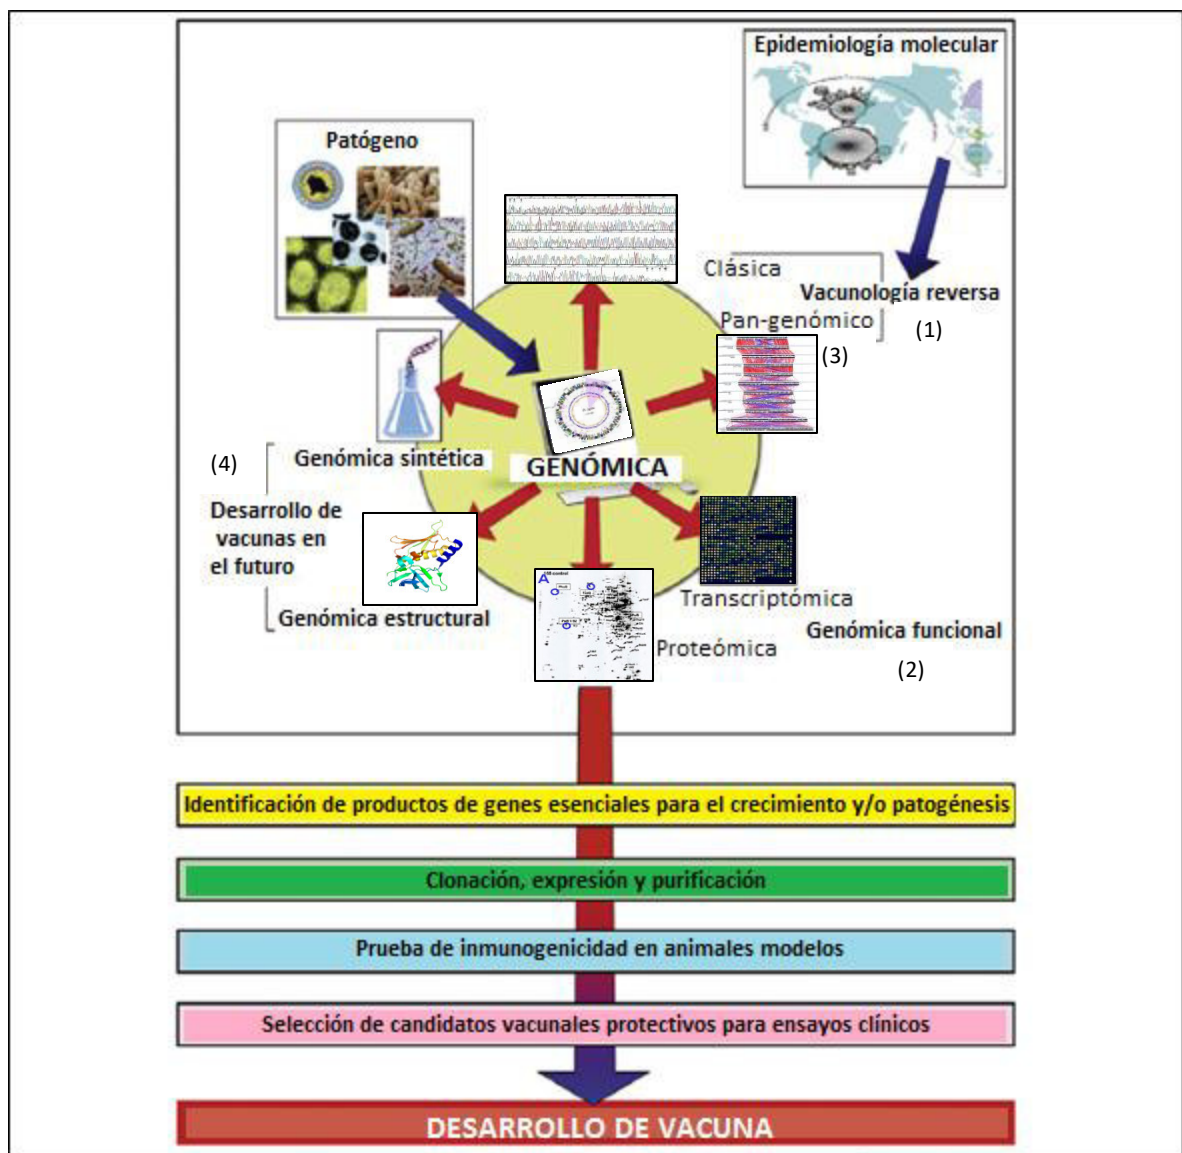 Epidemiología molecular
Patógeno
Clásica
Vacunología reversa
(1)
Pan-genómico
(3)
Genómica sintética
(4)
GENÓMICA
Desarrollo de
vacunas en
el futuro
Genómica estructural
A
Transcriptómica
Genómica funcional
Proteómica
(2)
Identificación de productos de genes esenciales para el crecimiento y/o patogénesis
Clonación, expresión y purificación
Prueba de inmunogenicidad en animales modelos
Selección de candidatos vacunales protectivos para ensayos clínicos
DESARROLLO DE VACUNA